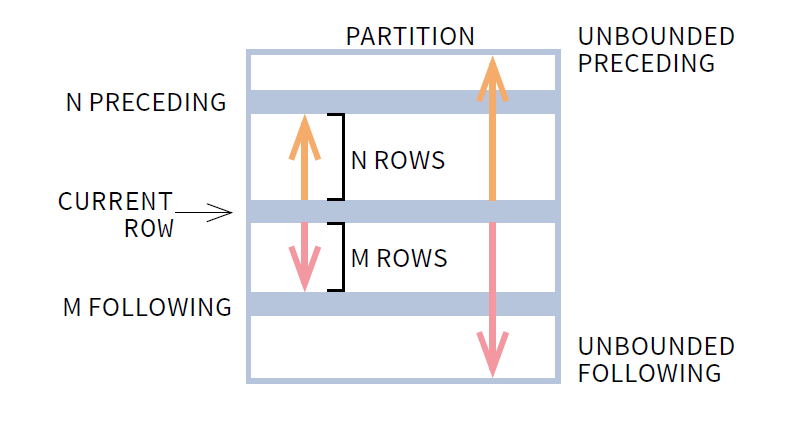 PARTITION
UNBOUNDED
PRECEDING
N PRECEDING
N ROWS
CURRENT
ROW
M ROWS
M FOLLOWING
UNBOUNDED
FOLLOWING